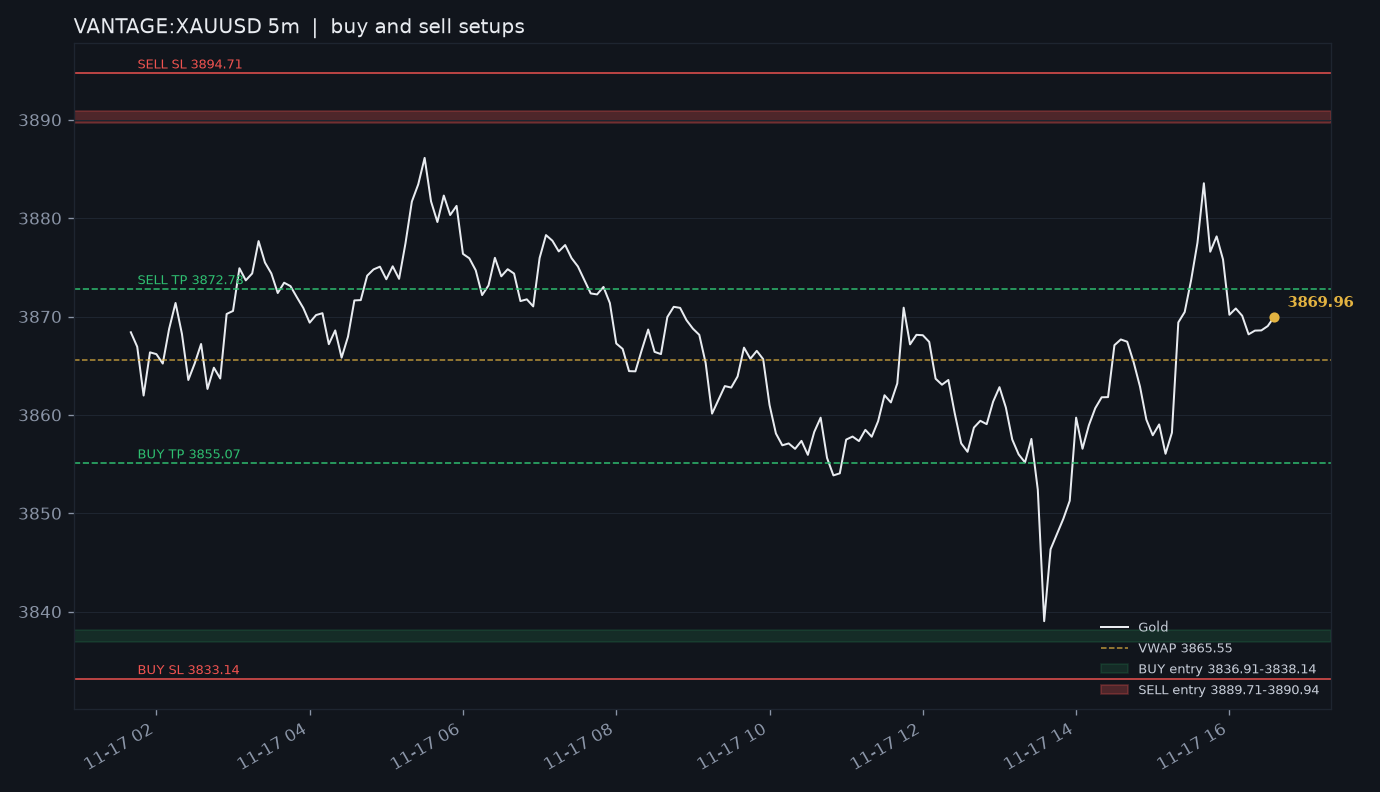 VANTAGE:XAUUSD 5m | buy and sell setups
SELL SL 3894.71
3890
3880
SELL TP 3872.78
3870
3869.96
3860
BUY TP 3855.07
3850
3840
BUY SL 3833.14
Gold
VWAP 3865.55
BUY entry 3836.91-3838.14
SELL entry 3889.71-3890.94
11-17 02
11-17 04
11-17 06
11-17 08
11-17 10
11-17 12
11-17 14
11-17 16